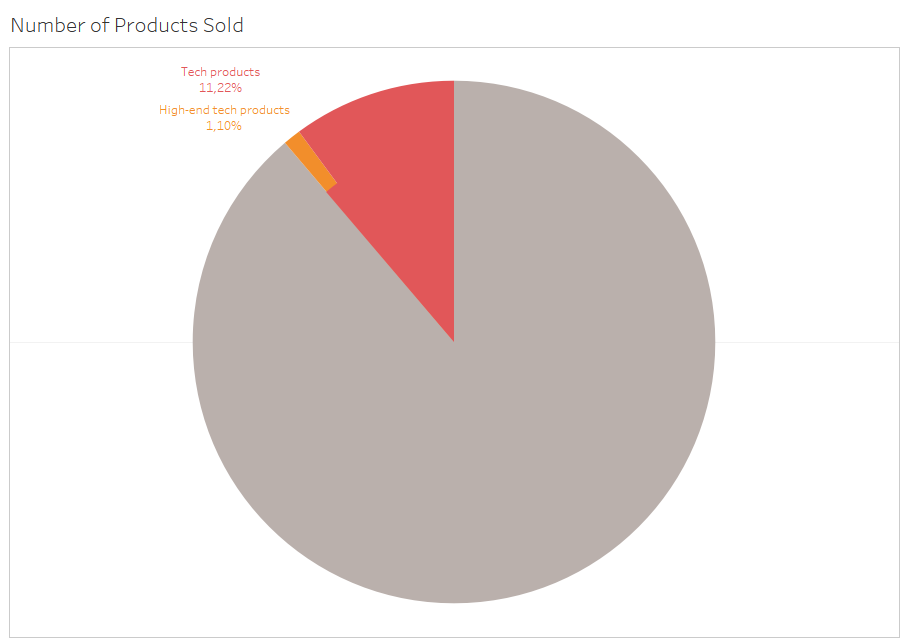 Number of Products Sold
Tech products
11,22%
High-end tech products
1,10%